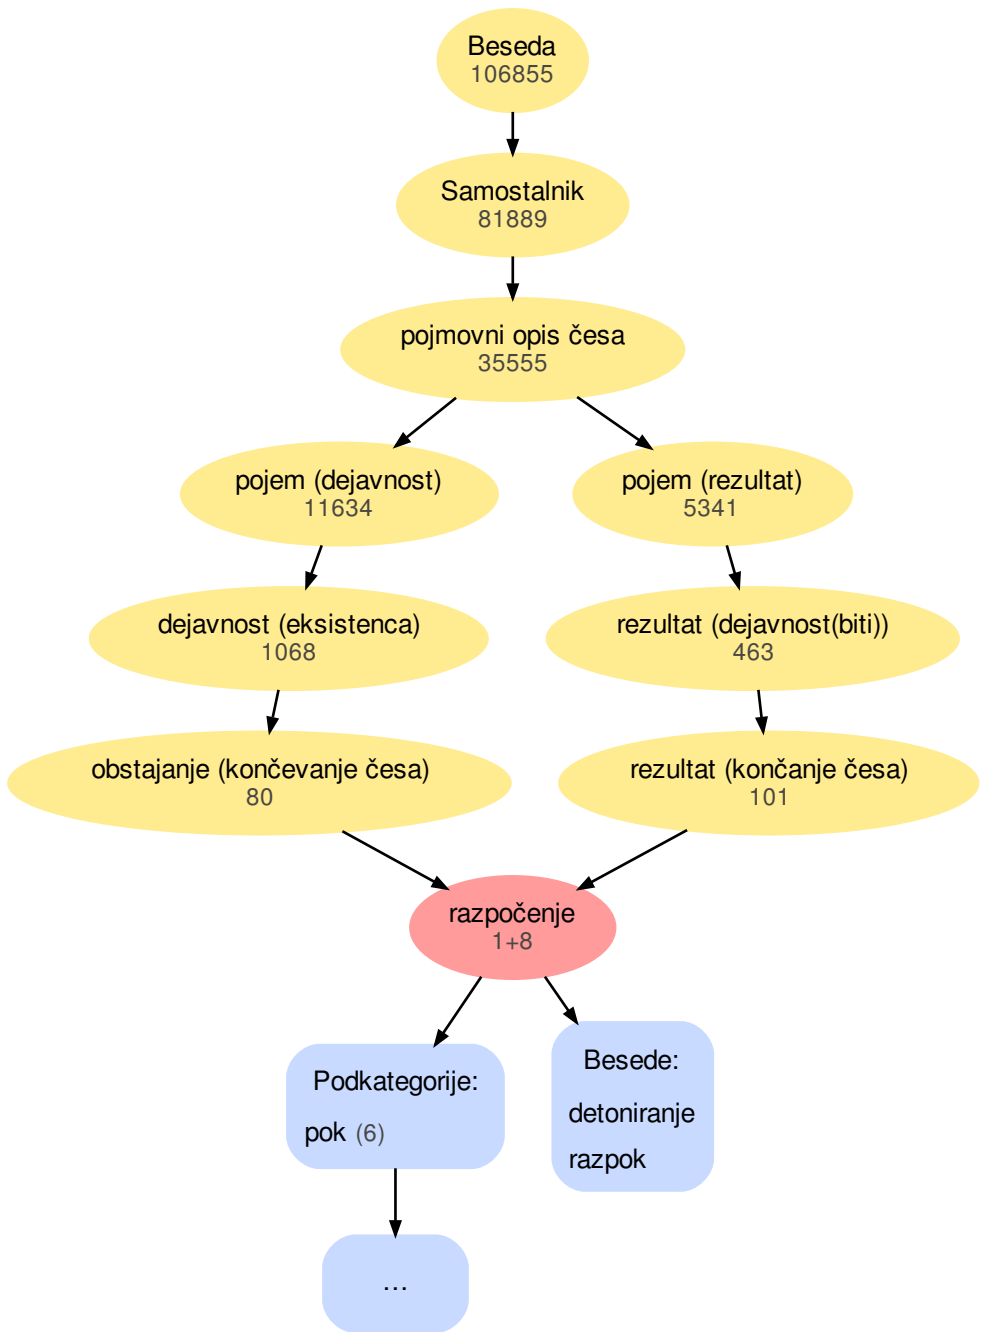 Beseda
106855
Samostalnik
81889
pojmovni opis česa
35555
pojem (dejavnost)
11634
pojem (rezultat)
5341
dejavnost (eksistenca)
1068
rezultat (dejavnost(biti))
463
obstajanje (končevanje česa)
80
rezultat (končanje česa)
101
razpočenje
1+8
Podkategorije:
pok (6)
Besede:
detoniranje
razpok
...